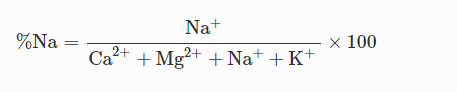 %Na = Na⁺ / (Ca²⁺ + Mg²⁺ + Na⁺ + K⁺) × 100